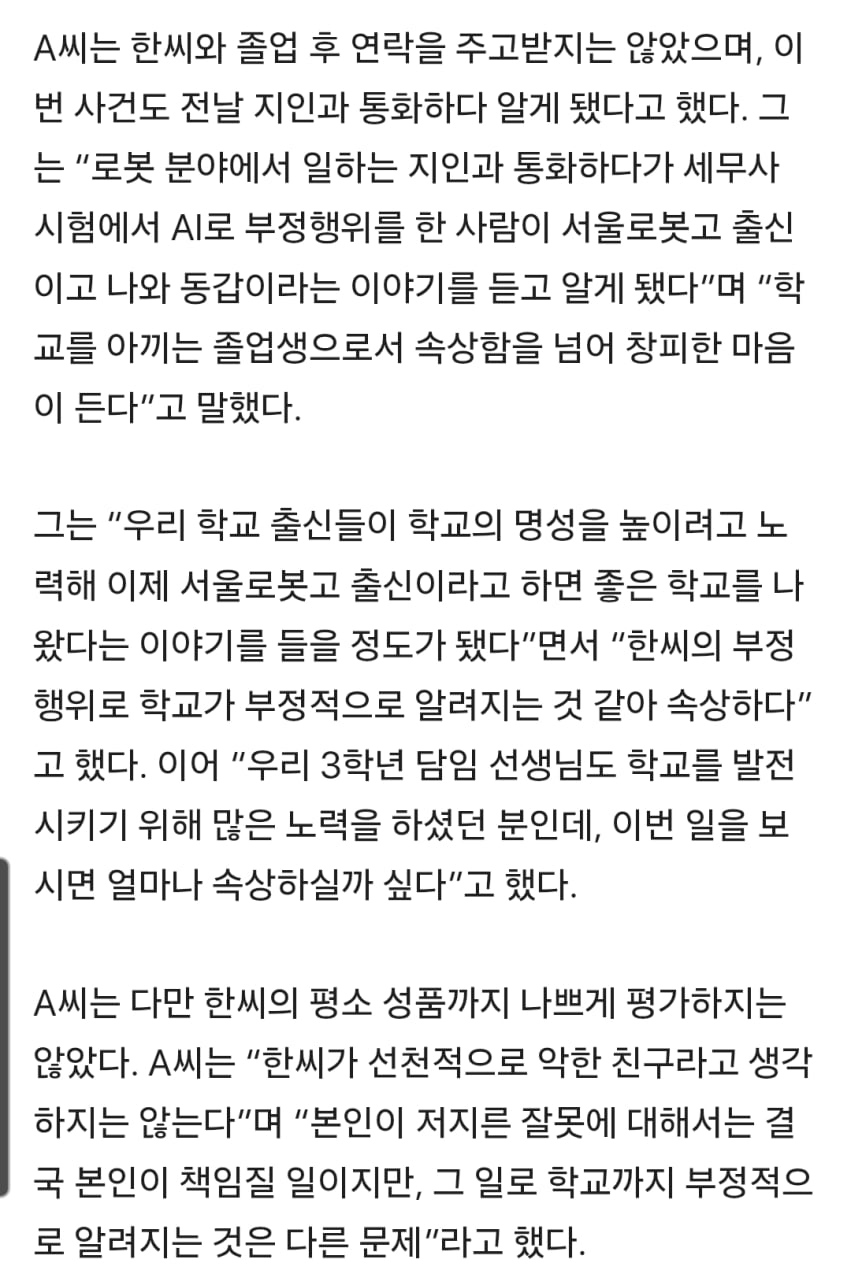 A씨는 한씨와 졸업 후 연락을 주고받지는 않았으며, 이
번 사건도 전날 지인과 통화하다 알게 됐다고 했다. 그
는 “로봇 분야에서 일하는 지인과 통화하다가 세무사
시험에서 AI로 부정행위를 한 사람이 서울로봇고 출신
이고 나와 동갑이라는 이야기를 듣고 알게 됐다”며 “학
교를 아끼는 졸업생으로서 속상함을 넘어 창피한 마음
이 든다”고 말했다.

그는 “우리 학교 출신들이 학교의 명성을 높이려고 노
력해 이제 서울로봇고 출신이라고 하면 좋은 학교를 나
왔다는 이야기를 들을 정도가 됐다”면서 “한씨의 부정
행위로 학교가 부정적으로 알려지는 것 같아 속상하다”
고 했다. 이어 “우리 3학년 담임 선생님도 학교를 발전
시키기 위해 많은 노력을 하셨던 분인데, 이번 일을 보
시면 얼마나 속상하실까 싶다”고 했다.

A씨는 다만 한씨의 평소 성품까지 나쁘게 평가하지는
않았다. A씨는 “한씨가 선천적으로 악한 친구라고 생각
하지는 않는다”며 “본인이 저지른 잘못에 대해서는 결
국 본인이 책임질 일이지만, 그 일로 학교까지 부정적으
로 알려지는 것은 다른 문제”라고 했다.